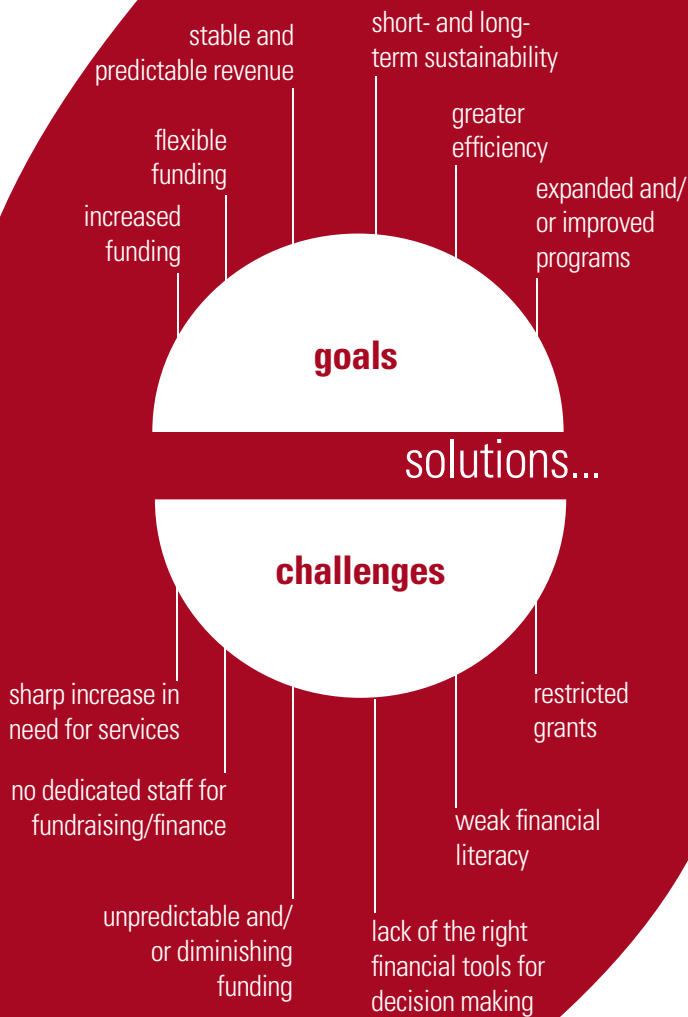 stable and
predictable revenue
short- and long-
term sustainability
flexible
funding
greater
efficiency
increased
funding
expanded and/
or improved
programs
goals
solutions...
challenges
sharp increase in
need for services
restricted
grants
no dedicated staff for
fundraising/finance
weak financial
literacy
unpredictable and/
or diminishing
funding
lack of the right
financial tools for
decision making